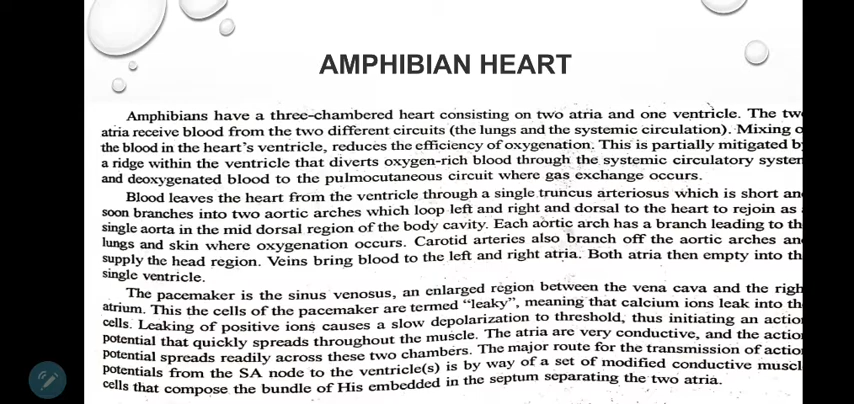 AMPHIBIAN HEART
Amphibians have a three-chambered heart consisting on two atria and one ventricle. The tw
atria receive blood from the two different circuits (the lungs and the systemic circulation). Mixing o
the blood in the heart's ventricle, reduces the efficiency of oxygenation. This is partially mitigated b
a ridge within the ventricle that diverts oxygen-rich blood through the systemic circulatory system
and deoxygenated blood to the pulmocutaneous circuit where gas exchange occurs.
Blood leaves the heart from the ventricle through a single truncus arteriosus which is short an
soon branches into two aortic arches which loop left and right and dorsal to the heart to rejoin as
single aorta in the mid dorsal region of the body cavity. Each aortic arch has a branch leading to th
lungs and skin where oxygenation occurs. Carotid arteries also branch off the aortic arches an
supply the head region. Veins bring blood to the left and right atria. Both atria then empty into th
single ventricle.
The pacemaker is the sinus venosus, an enlarged region between the vena cava and the righ
atrium. This the cells of the pacemaker are termed "leaky", meaning that calcium ions leak into th
cells. Leaking of positive ions causes a slow depolarization to threshold, thus initiating an actio
potential that quickly spreads throughout the muscle. The atria are very conductive, and the actio
potential spreads readily across these two chambers. The major route for the transmission of actio
potentials from the SA node to the ventricle(s) is by way of a set of modified conductive muscl
cells that compose the bundle of His embedded in the septum separating the two atria.